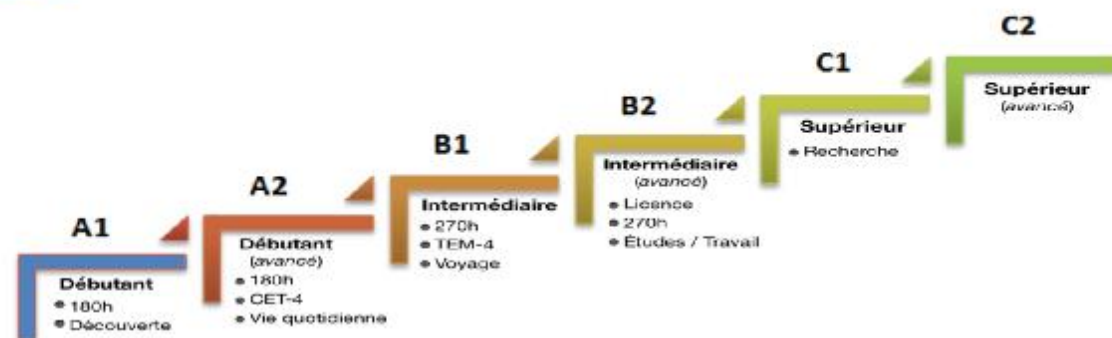 A1
Débutant
180h
Découverte
A2
Débutant
(avancé)
180h
CET-4
Vie quotidienne
B1
Intermédiaire
270h
TEM-4
Voyage
B2
Intermédiaire
(avancé)
Licence
270h
Études / Travail
C1
Supérieur
Recherche
C2
Supérieur
(avancé)